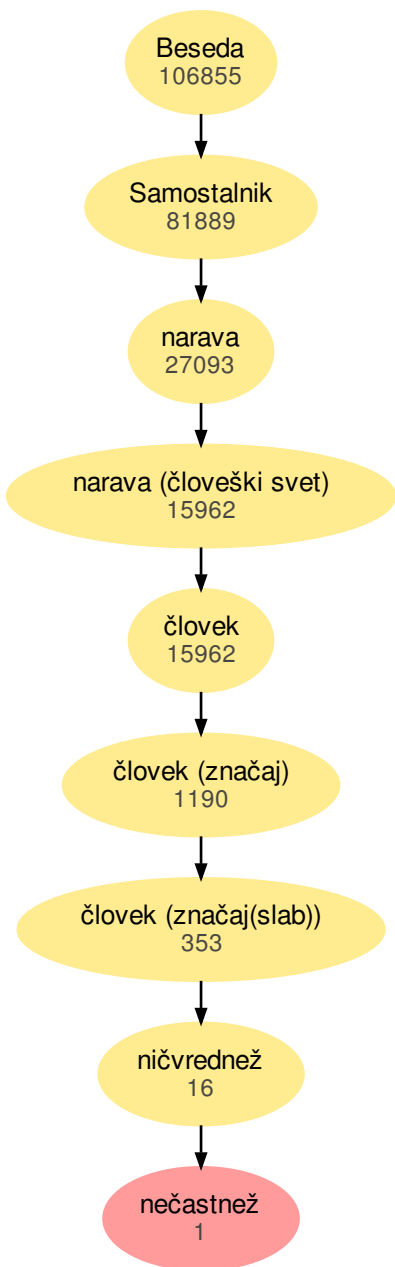 Beseda
106855
Samostalnik
81889
narava
27093
narava (človeški svet)
15962
človek
15962
človek (značaj)
1190
človek (značaj(slab))
353
ničvrednež
16
nečastnež
1